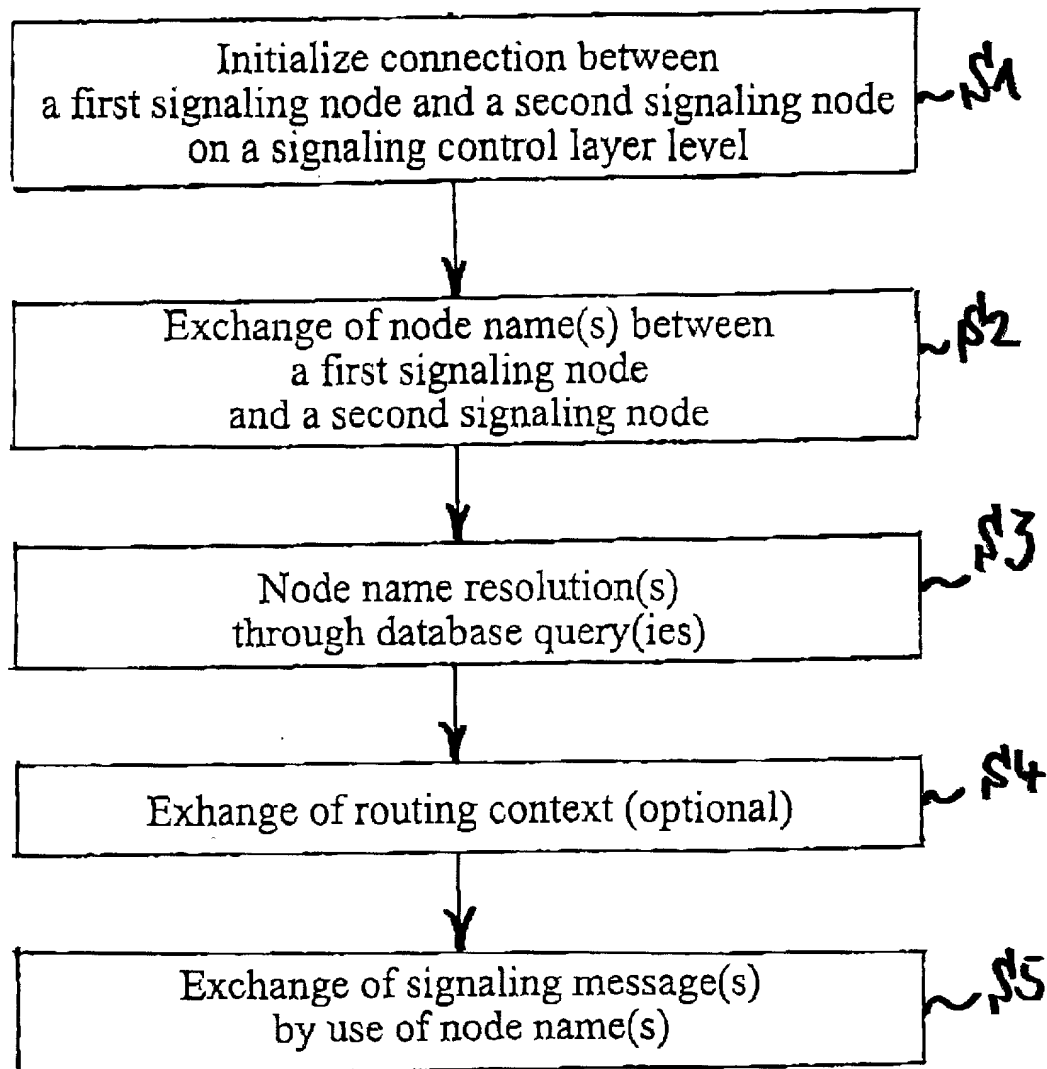 Initialize connection between
a first signaling node and a second signaling node
on a signaling control layer level
S1
Exchange of node name(s) between
a first signaling node
and a second signaling node
S2
Node name resolution(s)
through database query(ies)
S3
Exhange of routing context (optional)
S4
Exchange of signaling message(s)
by use of node name(s)
S5